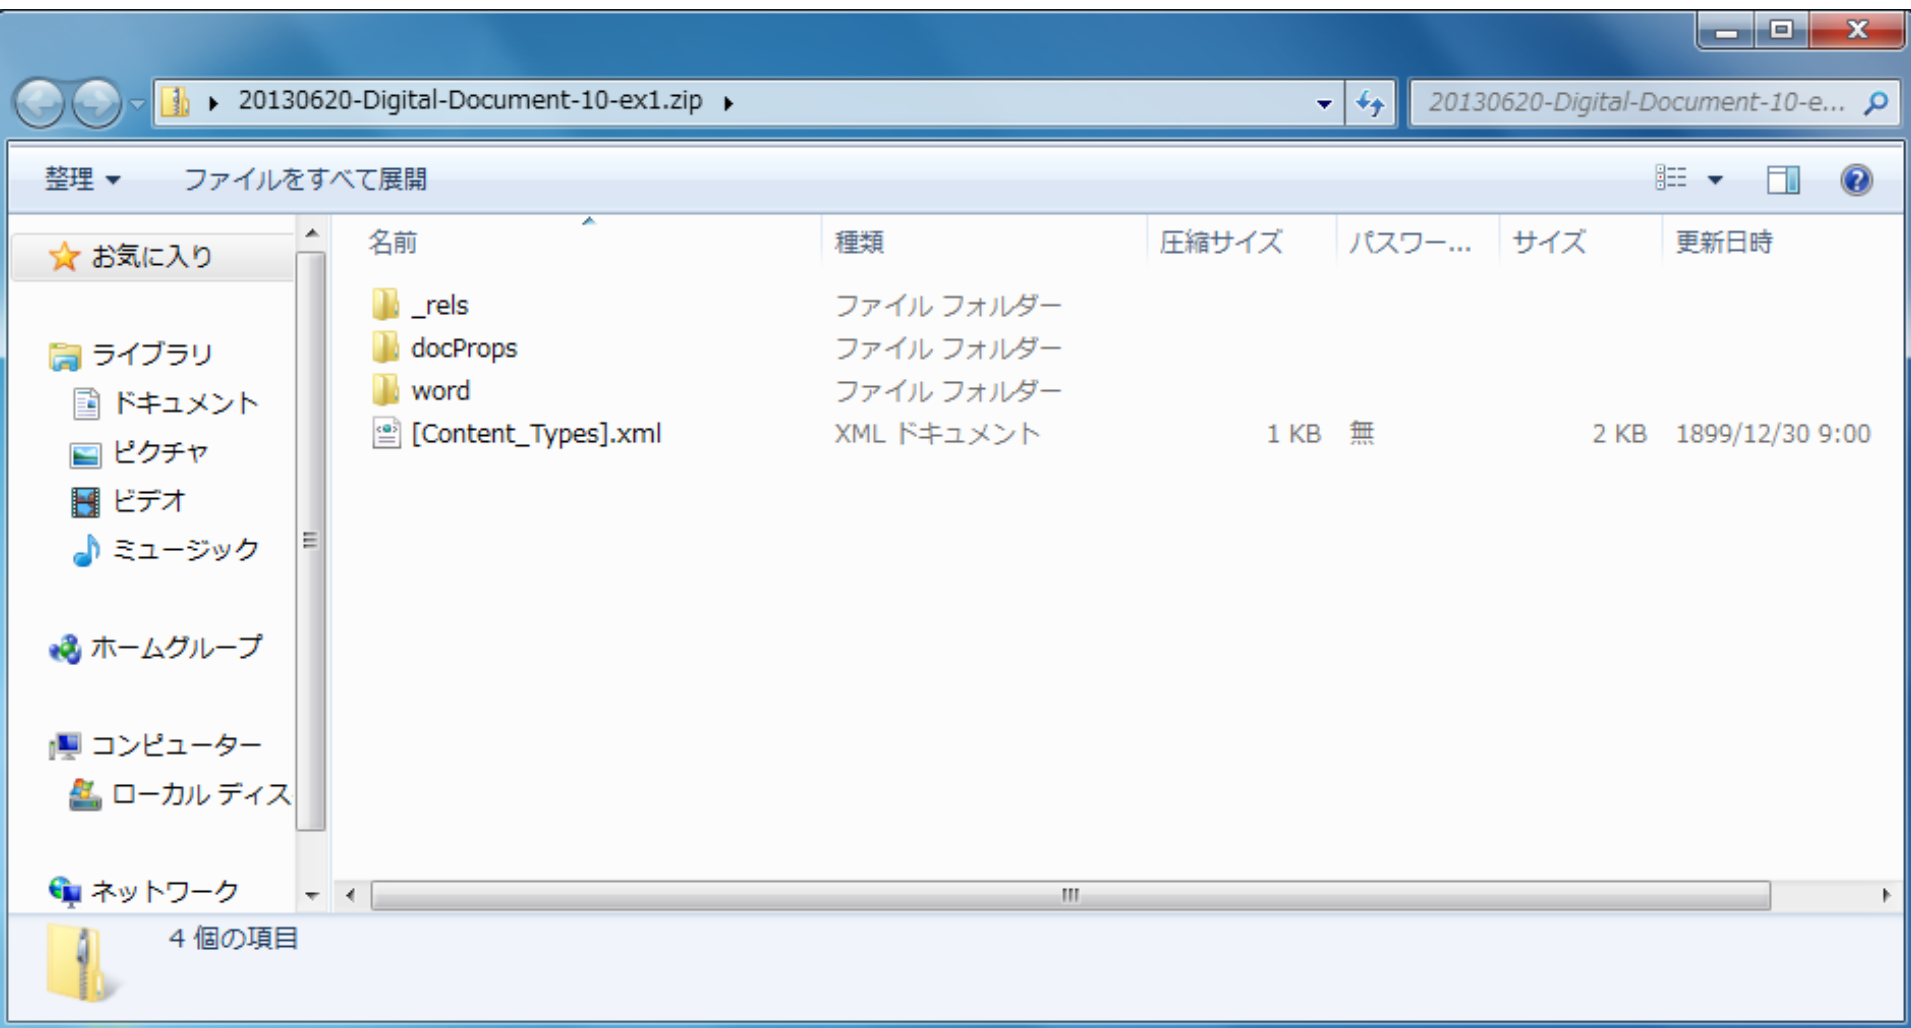 20130620-Digital-Document-10-ex1.zip
20130620-Digital-Document-10-e...
整理 ファイルをすべて展開
お気に入り
ライブラリ
ドキュメント
ピクチャ
ビデオ
ミュージック
ホームグループ
コンピューター
ローカル ディス
ネットワーク
名前 種類 圧縮サイズ パスワー... サイズ 更新日時
_rels ファイル フォルダー
docProps ファイル フォルダー
word ファイル フォルダー
[Content_Types].xml XML ドキュメント 1 KB 無 2 KB 1899/12/30 9:00
4 個の項目